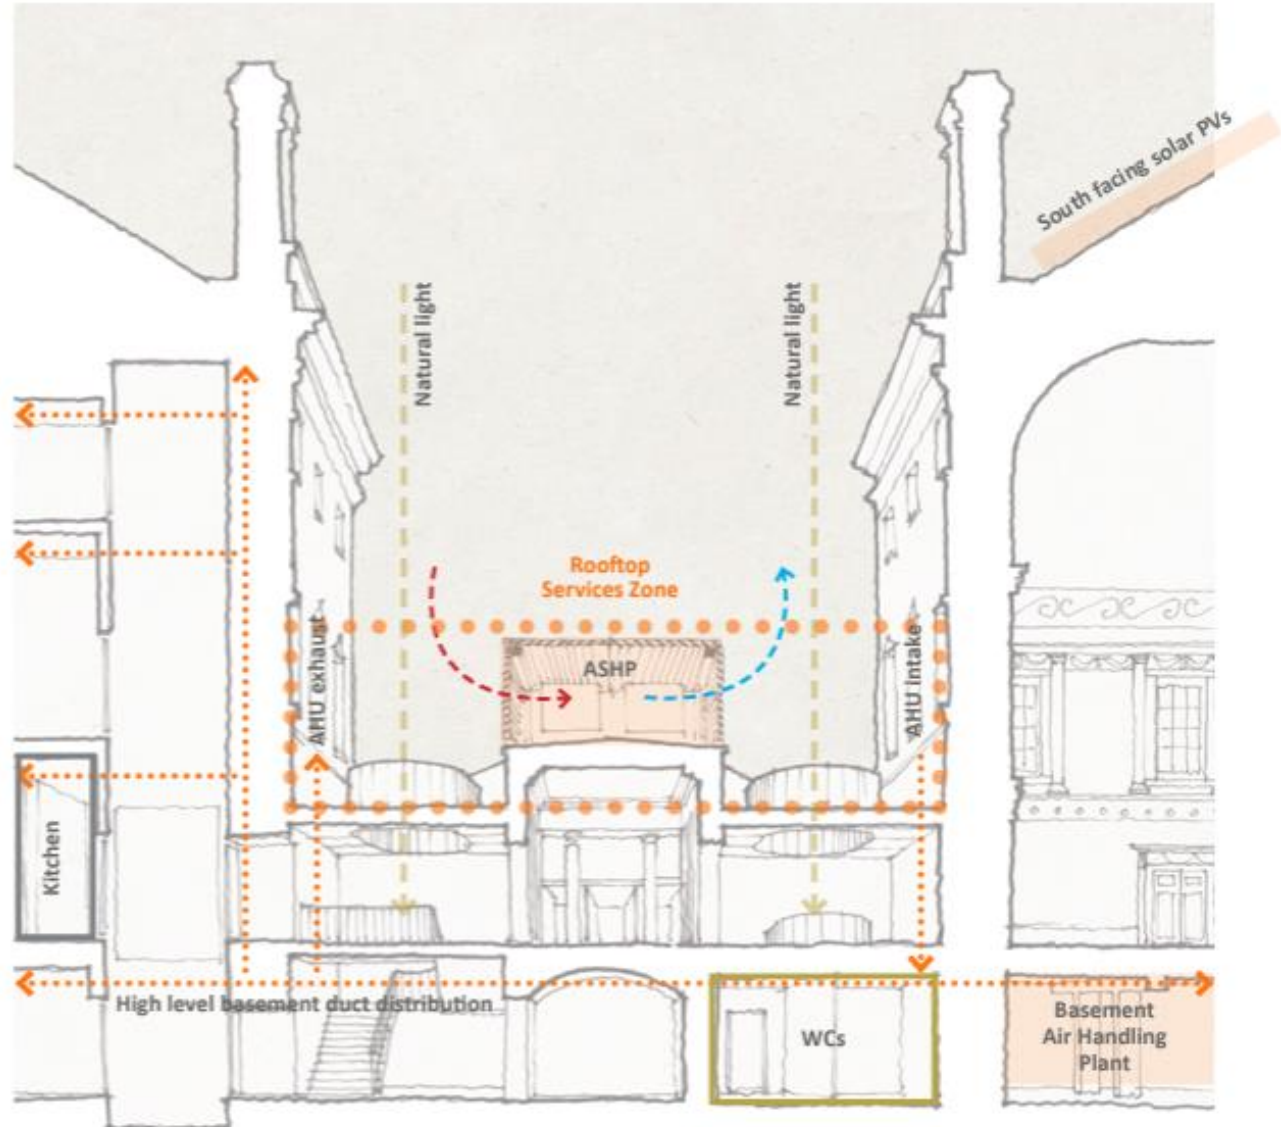 South facing solar PVs
Natural light
Natural light
Rooftop
Services Zone
AHU exhaust
ASHP
AHU intake
Kitchen
High level basement duct distribution
WCs
Basement
Air Handling
Plant